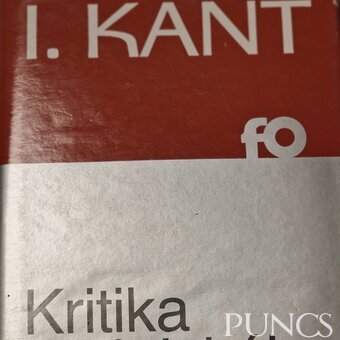 I. KANT
fo
Kritika
PUNCS